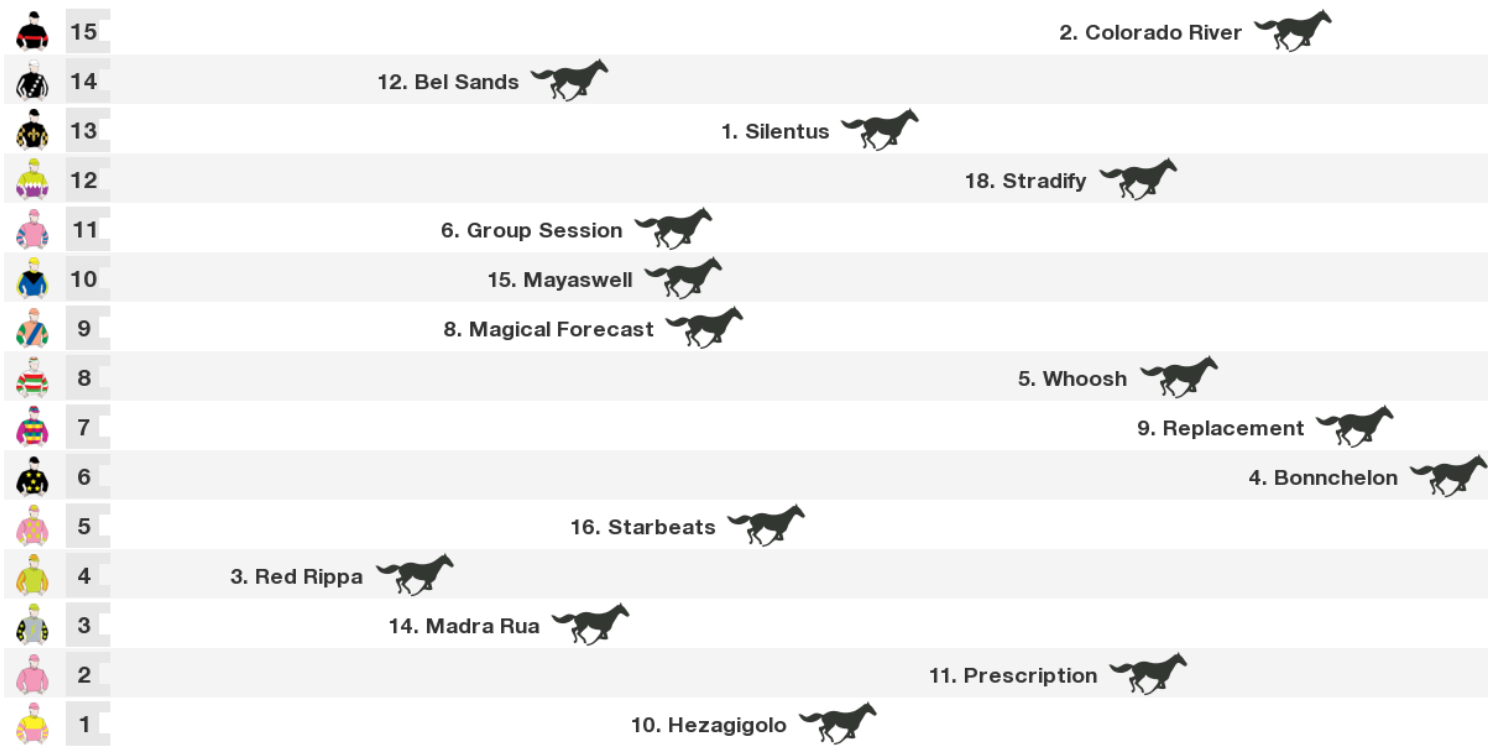 15 2. Colorado River
14 12. Bel Sands
13 1. Silentus
12 18. Stradify
11 6. Group Session
10 15. Mayaswell
9 8. Magical Forecast
8 5. Whoosh
7 9. Replacement
6 4. Bonnchelon
5 16. Starbeats
4 3. Red Rippa
3 14. Madra Rua
2 11. Prescription
1 10. Hezagigolo